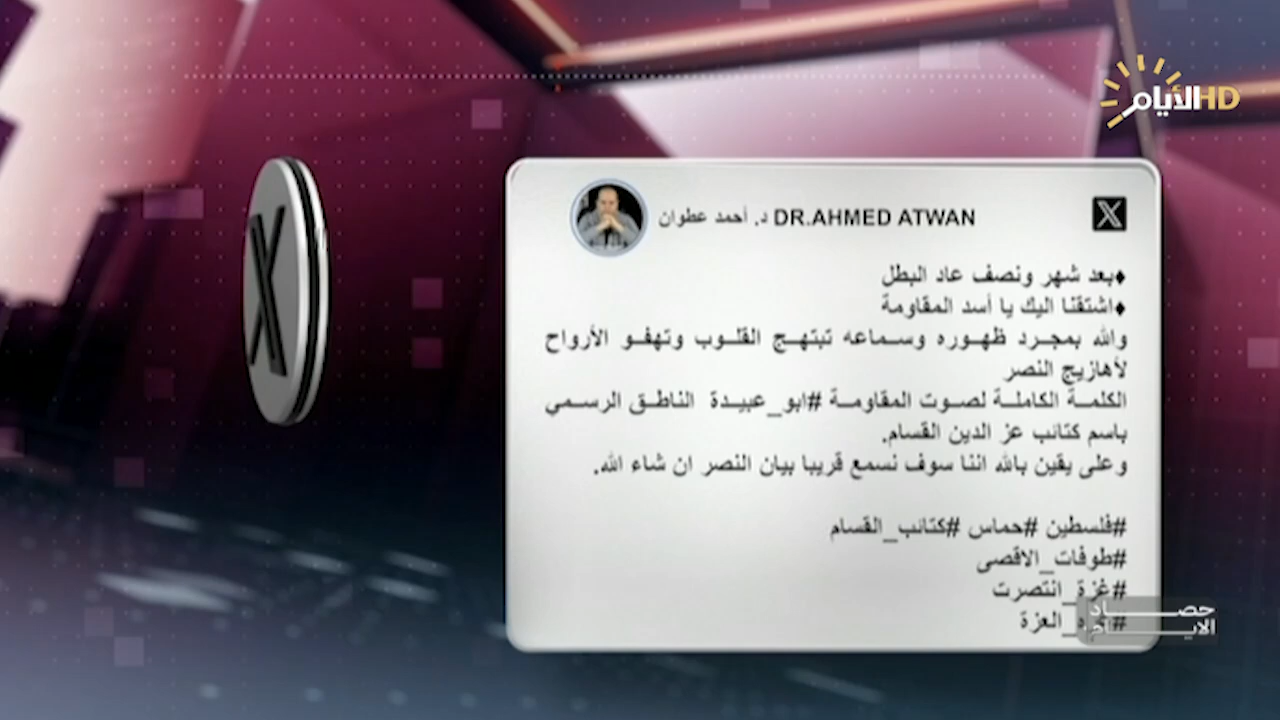 الأيام HD
DR.AHMED ATWAN د. أحمد عطوان
♦بعد شهر ونصف عاد البطل
♦اشتقنا اليك يا أسد المقاومة
والله بمجرد ظهوره وسماعه تبتهج القلوب وتهفو الأرواح
لأهازيج النصر
الكلمة الكاملة لصوت المقاومة #ابو_عبيدة الناطق الرسمي
باسم كتائب عز الدين القسام.
وعلى يقين بالله اننا سوف نسمع قريبا بيان النصر ان شاء الله.
#فلسطين #حماس #كتائب_القسام
#طوفات_الاقصى
#غزة_انتصرت
#غزة_العزة
حصاد
الايام